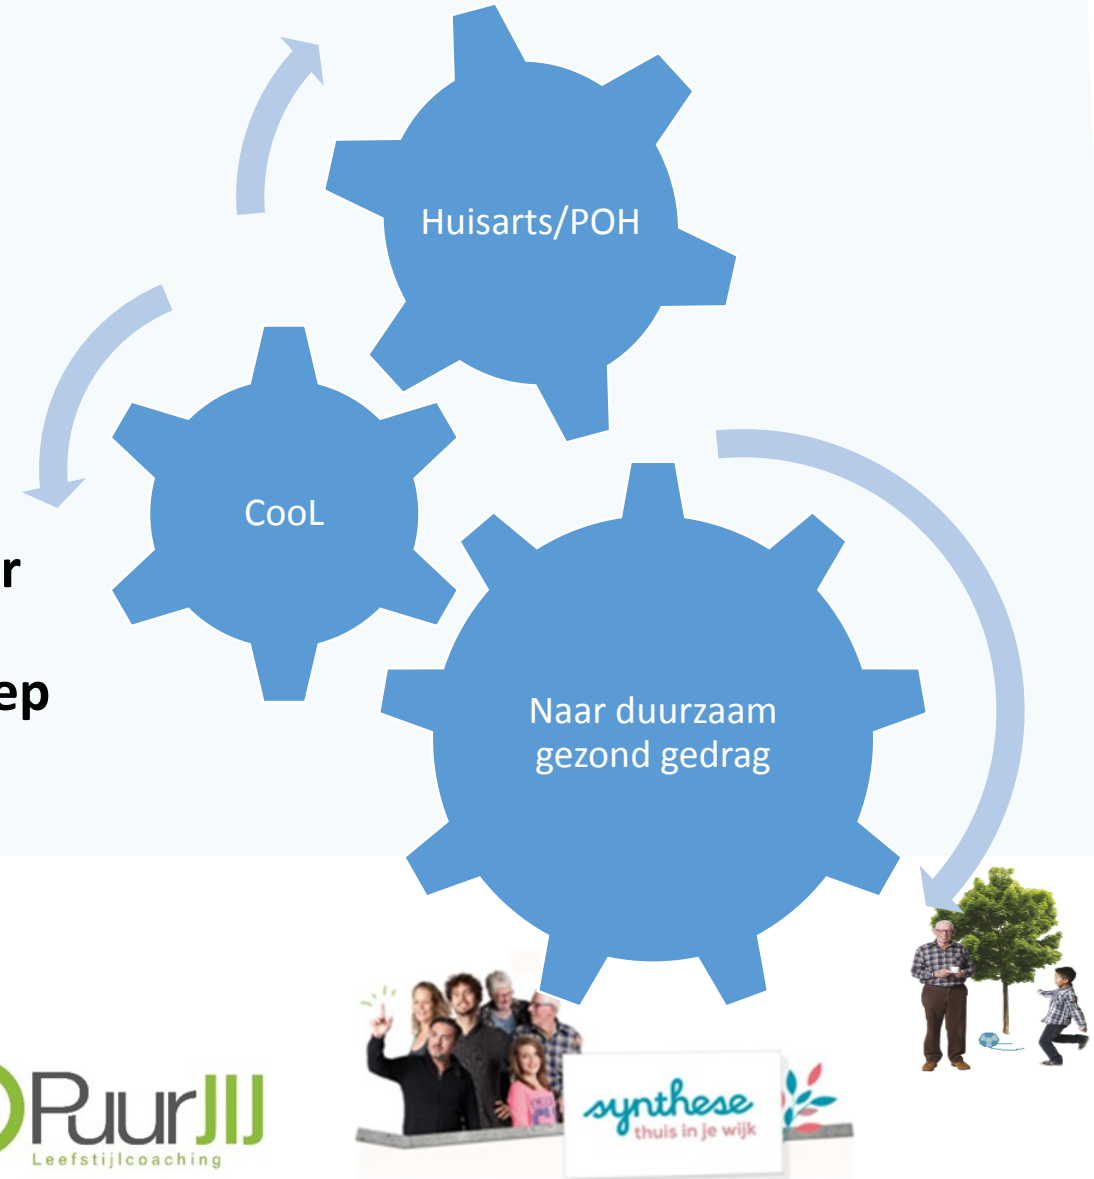 Huisarts/POH
CooL
r
ep
Naar duurzaam
gezond gedrag
PuurJIJ
Leefstijlcoaching
synthese
thuis in je wijk